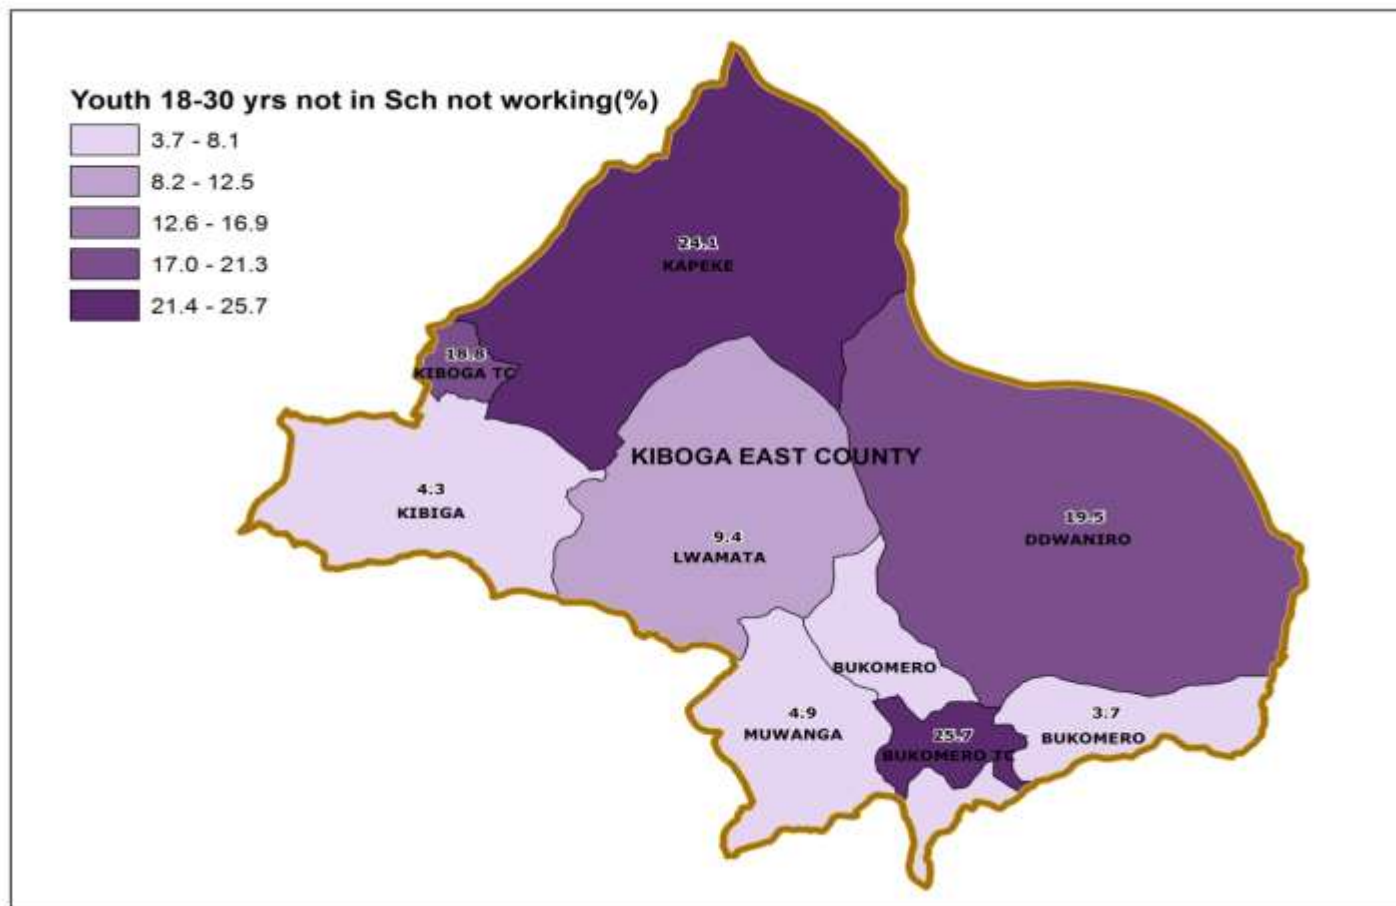 Youth 18-30 yrs not in Sch not working(%)
3.7 - 8.1
8.2 - 12.5
12.6 - 16.9
17.0 - 21.3
21.4 - 25.7
24.1
KAPEKE
18.8
KIBOGA TC
KIBOGA EAST COUNTY
4.3
KIBIGA
9.4
LWAMATA
19.5
DDWANIRO
BUKOMERO
4.9
MUWANGA
25.7
BUKOMERO TC
3.7
BUKOMERO